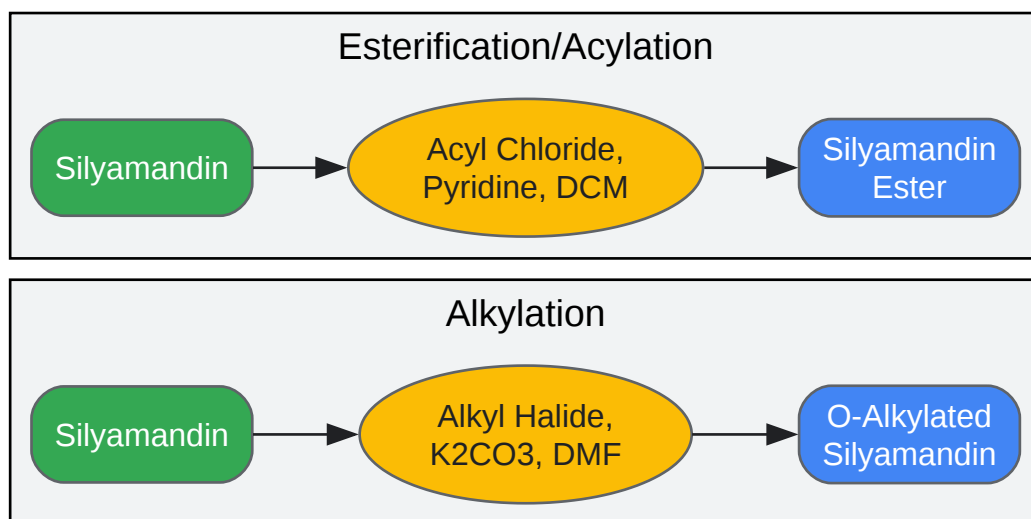 Esterification/Acylation
Silyamandin
Acyl Chloride,
Pyridine, DCM
Silyamandin
Ester
Alkylation
Silyamandin
Alkyl Halide,
K2CO3, DMF
O-Alkylated
Silyamandin